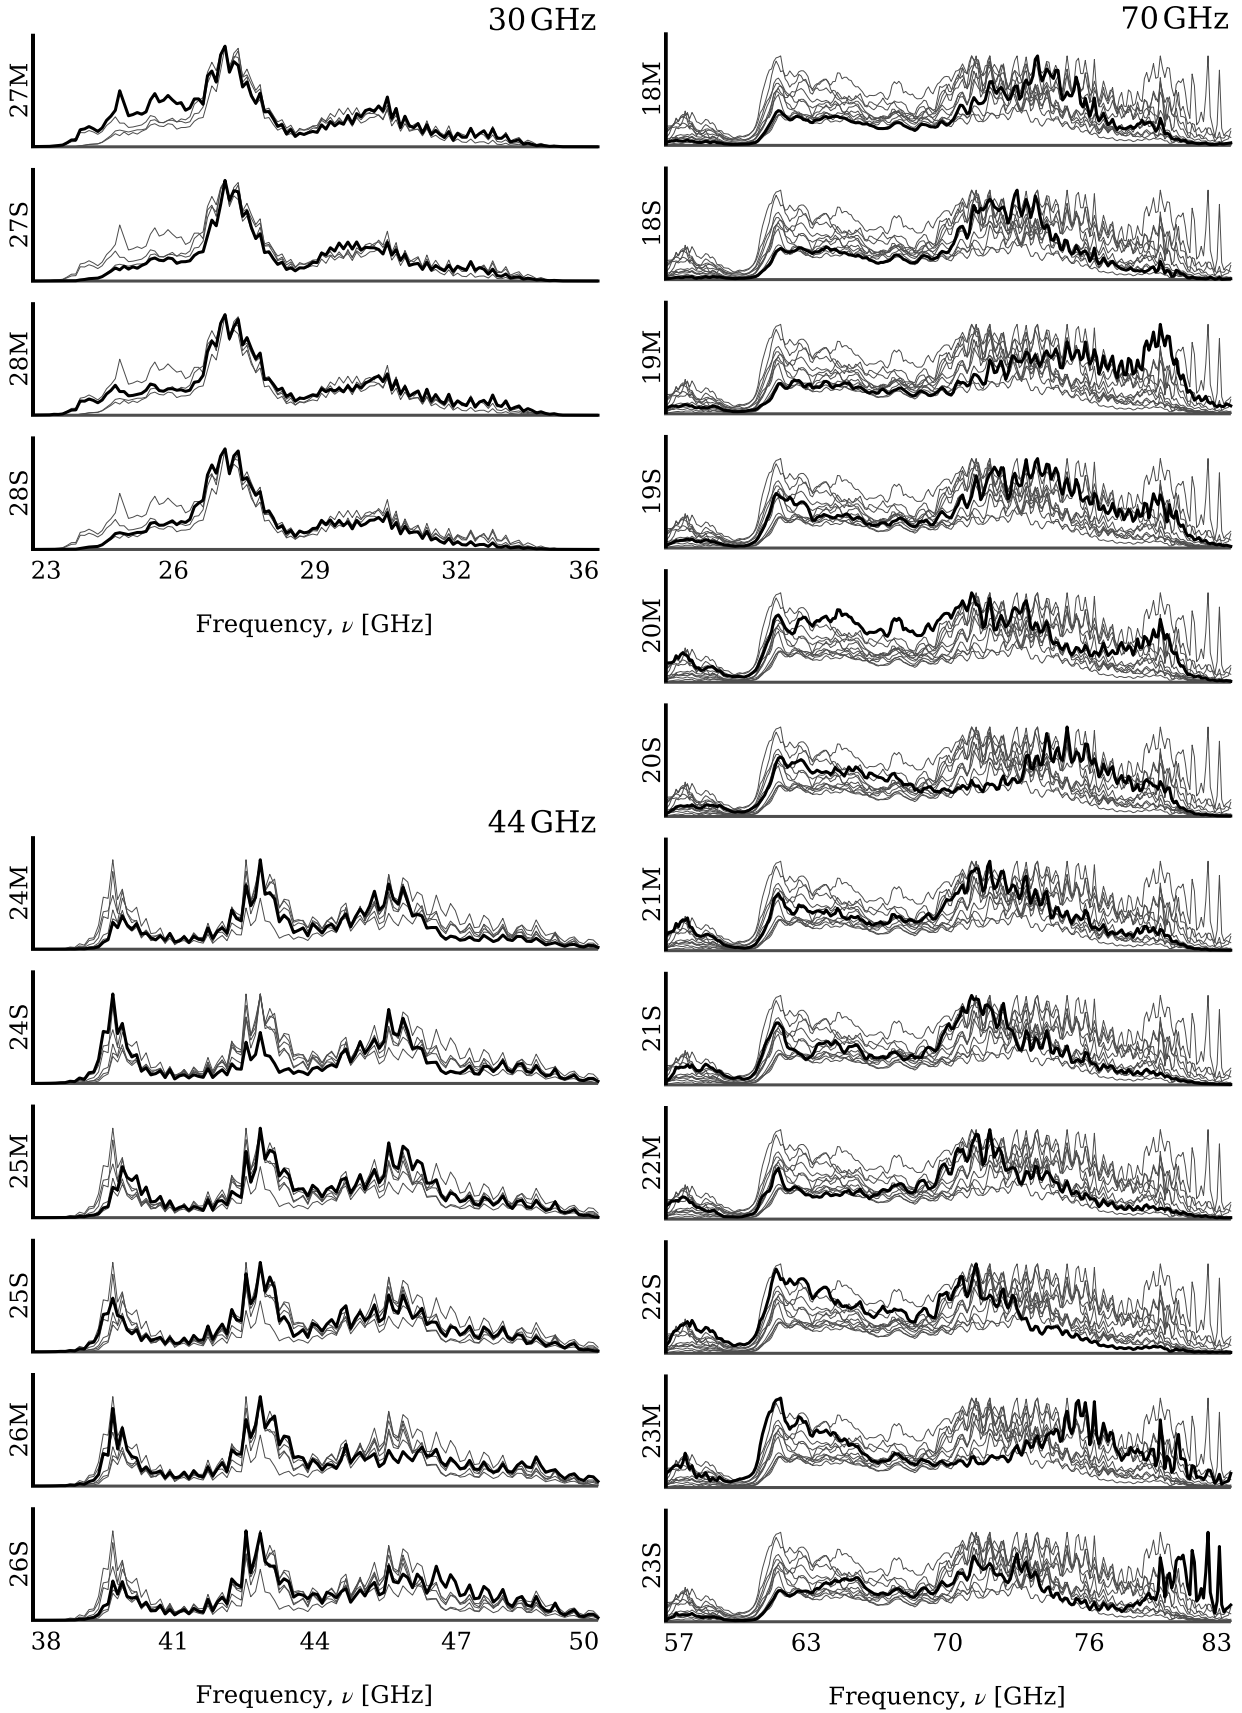 30 GHz
27M
27S
28M
28S
23 26 29 32 36
Frequency, ν [GHz]
44 GHz
24M
24S
25M
25S
26M
26S
38 41 44 47 50
Frequency, ν [GHz]
70 GHz
18M
18S
19M
19S
20M
20S
21M
21S
22M
22S
23M
23S
57 63 70 76 83
Frequency, ν [GHz]